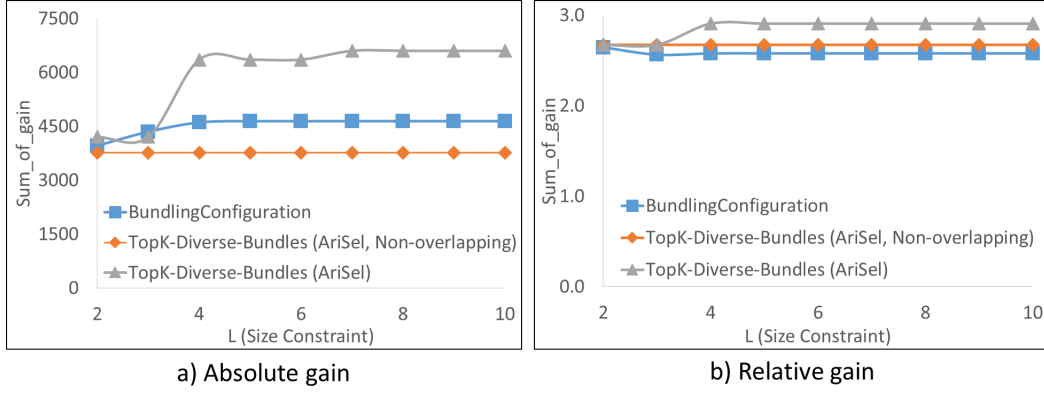 7500
6000
4500
3000
1500
0
Sum_of_gain
BundlingConfiguration
TopK-Diverse-Bundles (AriSel, Non-overlapping)
TopK-Diverse-Bundles (AriSel)
2 4 6 8 10
L (Size Constraint)
a) Absolute gain
3.0
2.0
1.0
0.0
Sum_of_gain
BundlingConfiguration
TopK-Diverse-Bundles (AriSel, Non-overlapping)
TopK-Diverse-Bundles (AriSel)
2 4 6 8 10
L (Size Constraint)
b) Relative gain